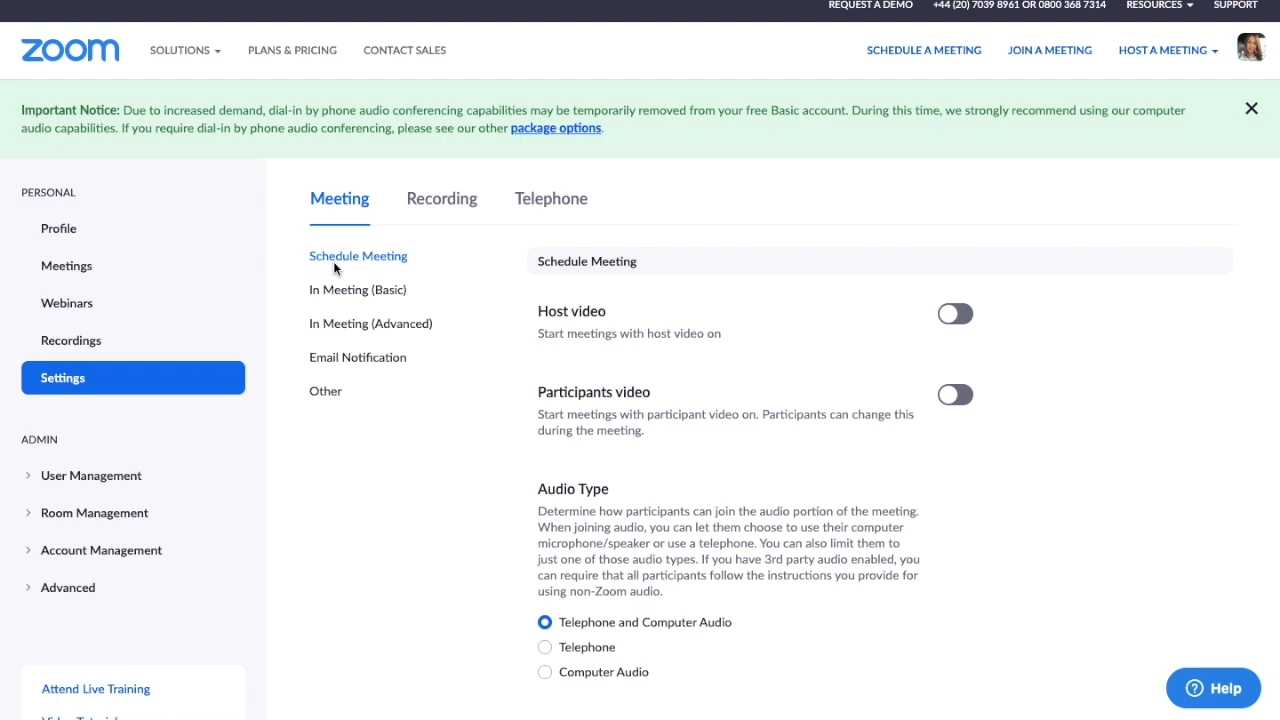 REQUEST A DEMO +44 (20) 7039 8961 OR 0800 368 7314 RESOURCES SUPPORT
zoom SOLUTIONS PLANS & PRICING CONTACT SALES SCHEDULE A MEETING JOIN A MEETING HOST A MEETING
Important Notice: Due to increased demand, dial-in by phone audio conferencing capabilities may be temporarily removed from your free Basic account. During this time, we strongly recommend using our computer
audio capabilities. If you require dial-in by phone audio conferencing, please see our other package options.
PERSONAL
Profile
Meetings
Webinars
Recordings
Settings
ADMIN
User Management
Room Management
Account Management
Advanced
Attend Live Training
Meeting Recording Telephone
Schedule Meeting
In Meeting (Basic)
In Meeting (Advanced)
Email Notification
Other
Schedule Meeting
Host video
Start meetings with host video on
Participants video
Start meetings with participant video on. Participants can change this
during the meeting.
Audio Type
Determine how participants can join the audio portion of the meeting.
When joining audio, you can let them choose to use their computer
microphone/speaker or use a telephone. You can also limit them to
just one of those audio types. If you have 3rd party audio enabled, you
can require that all participants follow the instructions you provide for
using non-Zoom audio.
Telephone and Computer Audio
Telephone
Computer Audio
Help